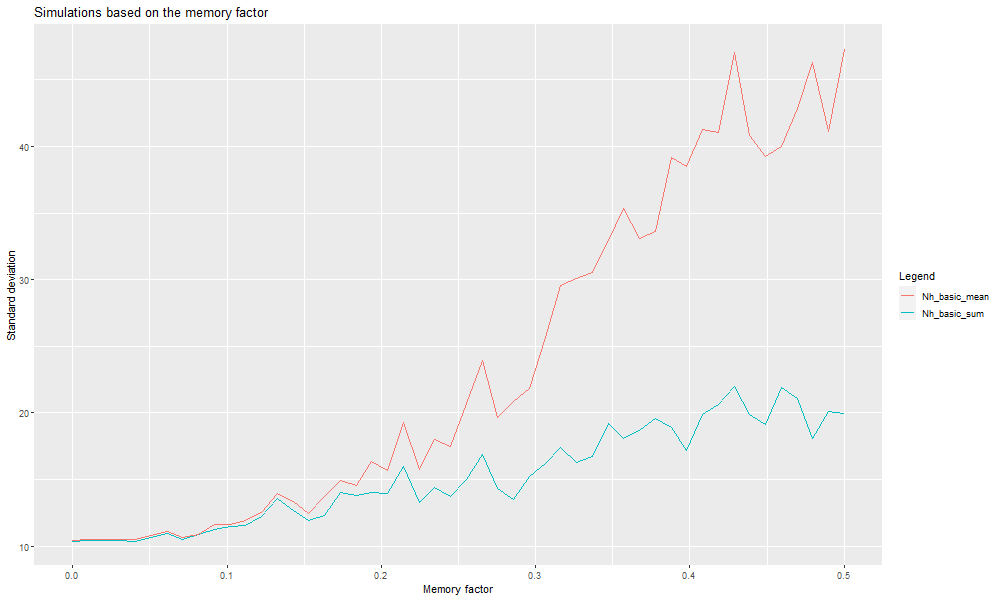 Simulations based on the memory factor
Standard deviation
40
30
20
10
0.0
0.1
0.2
0.3
0.4
0.5
Memory factor
Legend
Nh_basic_mean
Nh_basic_sum